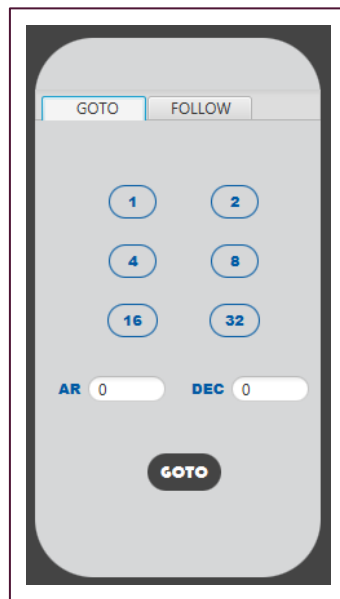 GOTO FOLLOW
1 2
4 8
16 32
AR 0 DEC 0
GOTO